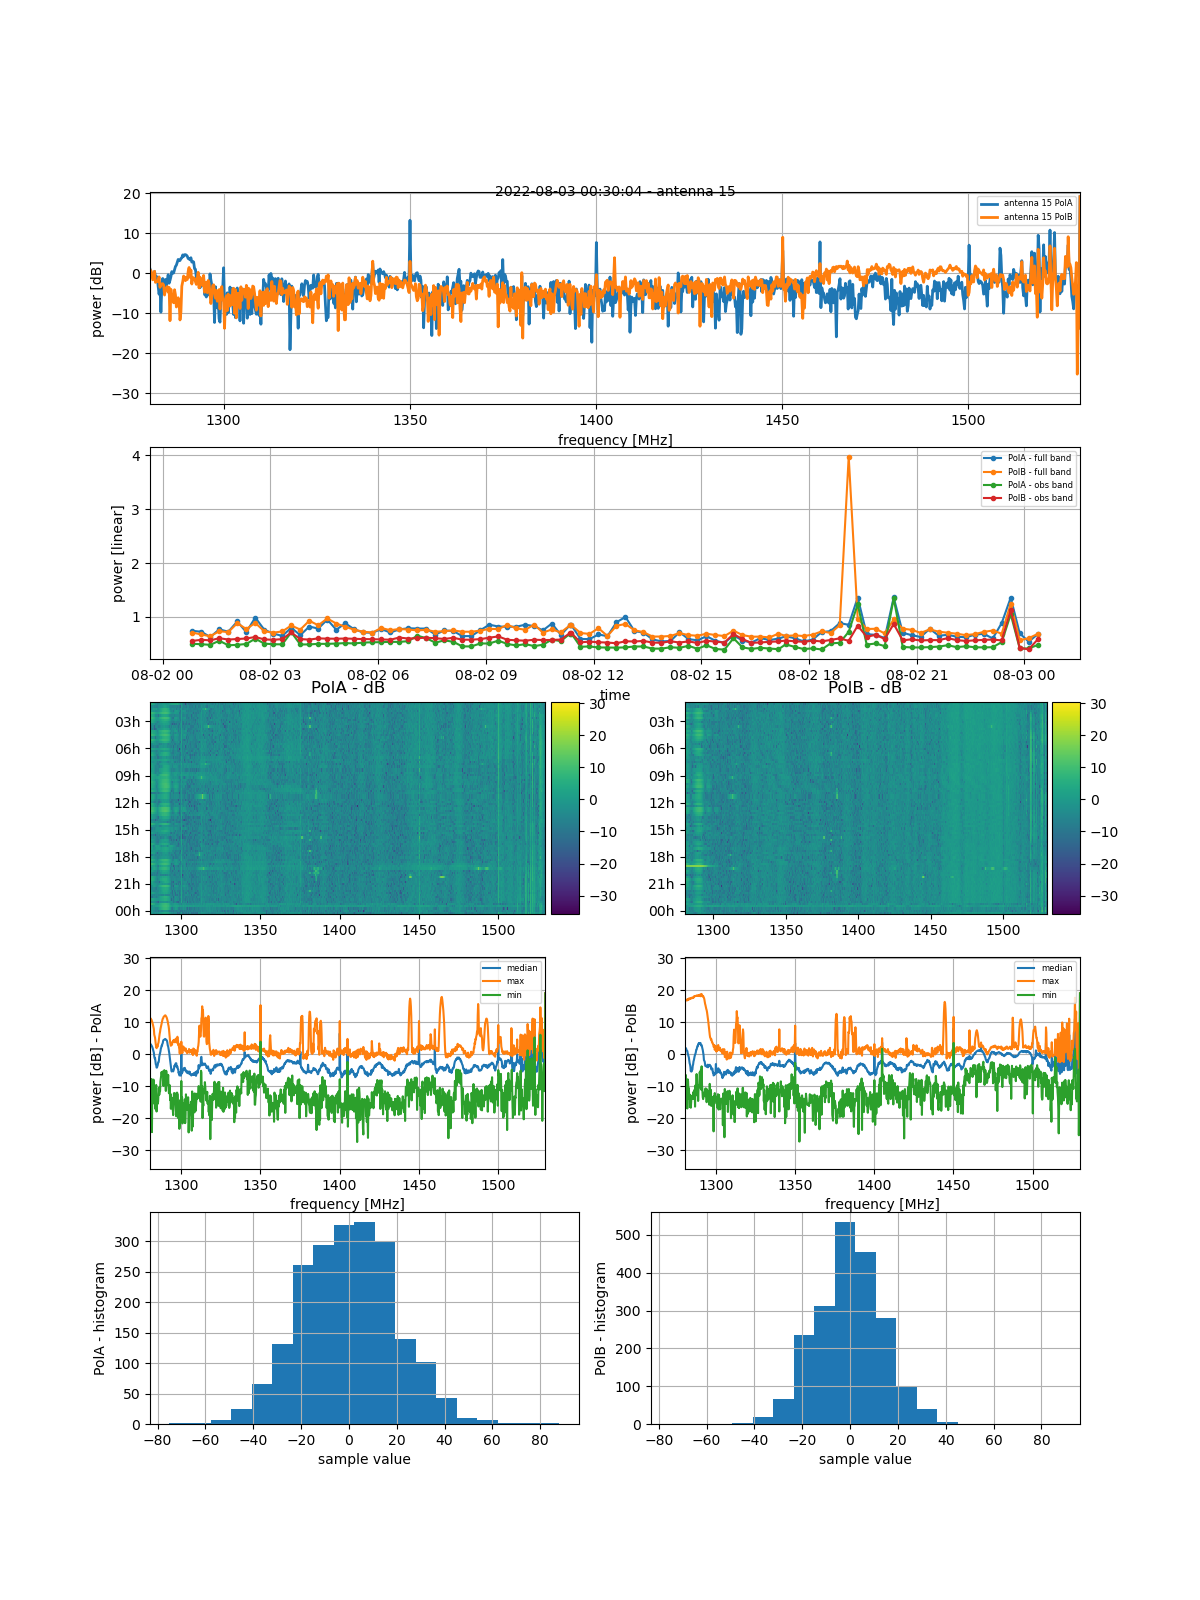 2022-08-03 00:30:04 - antenna 15
20
10
0
−10
−20
−30
power [dB]
antenna 15 PolA
antenna 15 PolB
1300 1350 1400 1450 1500
frequency [MHz]
4
3
2
1
power [linear]
PolA - full band
PolB - full band
PolA - obs band
PolB - obs band
08-02 00 08-02 03 08-02 06 08-02 09 08-02 12 08-02 15 08-02 18 08-02 21 08-03 00
time
PolA - dB
03h
06h
09h
12h
15h
18h
21h
00h
1300 1350 1400 1450 1500
30
20
10
0
−10
−20
−30
PolB - dB
03h
06h
09h
12h
15h
18h
21h
00h
1300 1350 1400 1450 1500
30
20
10
0
−10
−20
−30
30
20
10
0
−10
−20
−30
power [dB] - PolA
median
max
min
1300 1350 1400 1450 1500
frequency [MHz]
30
20
10
0
−10
−20
−30
power [dB] - PolB
median
max
min
1300 1350 1400 1450 1500
frequency [MHz]
300
250
200
150
100
50
0
PolA - histogram
−80 −60 −40 −20 0 20 40 60 80
sample value
500
400
300
200
100
0
PolB - histogram
−80 −60 −40 −20 0 20 40 60 80
sample value